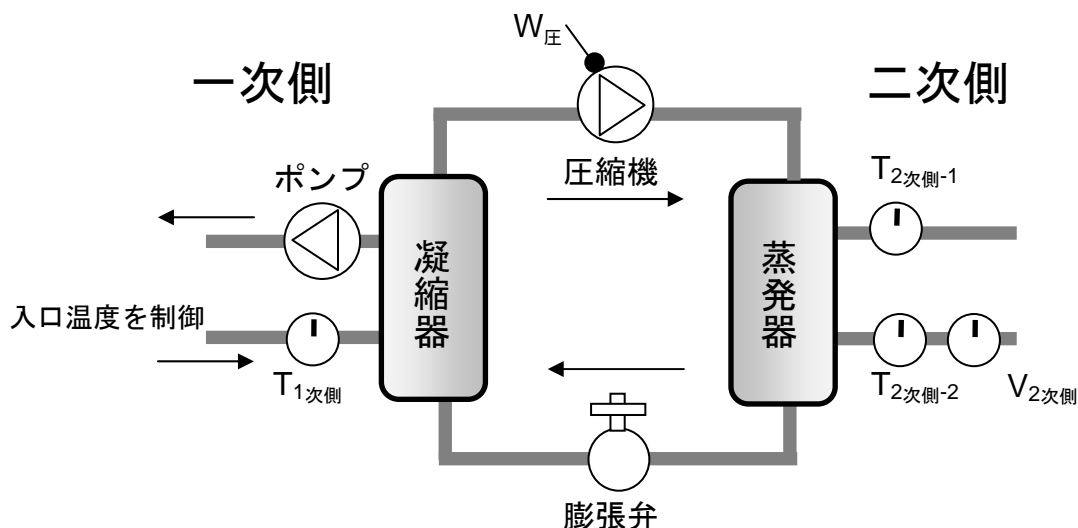 W圧
一次側
二次側
ポンプ
圧縮機
T2次側-1
凝縮器
蒸発器
入口温度を制御
T1次側
T2次側-2
V2次側
膨張弁